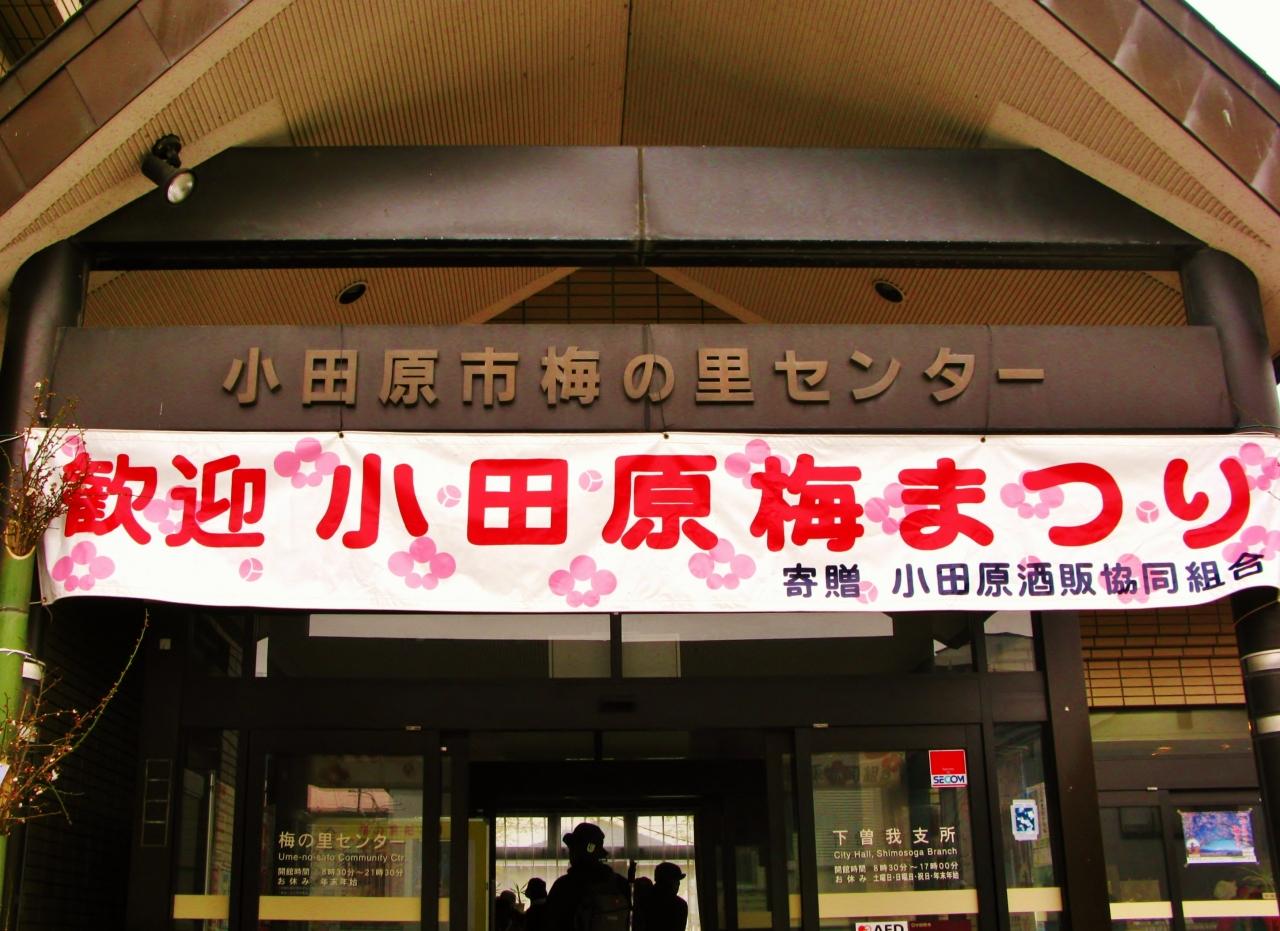 小田原市梅の里センター
歓迎 小田原梅まつり
寄贈 小田原酒販協同組合
梅の里センター
Ume-no-sato Community Ctr.
開館時間 8時30分〜21時30分
お休み 年末年始
SECOM
下曽我支所
City Hall, Shimosoga Branch
開館時間 8時30分〜17時00分
お休み 土曜日・日曜日・祝日・年末年始
AED